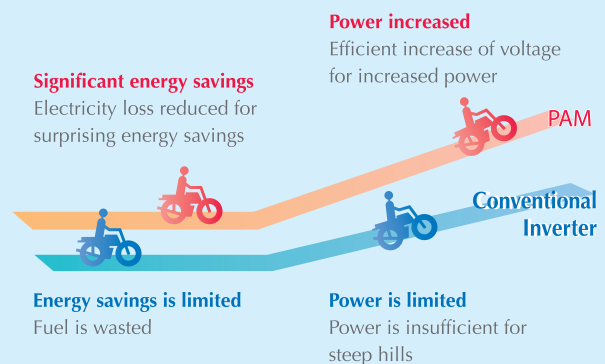 Power increased
Efficient increase of voltage
for increased power
Significant energy savings
Electricity loss reduced for
surprising energy savings
PAM
Conventional
Inverter
Energy savings is limited
Fuel is wasted
Power is limited
Power is insufficient for
steep hills